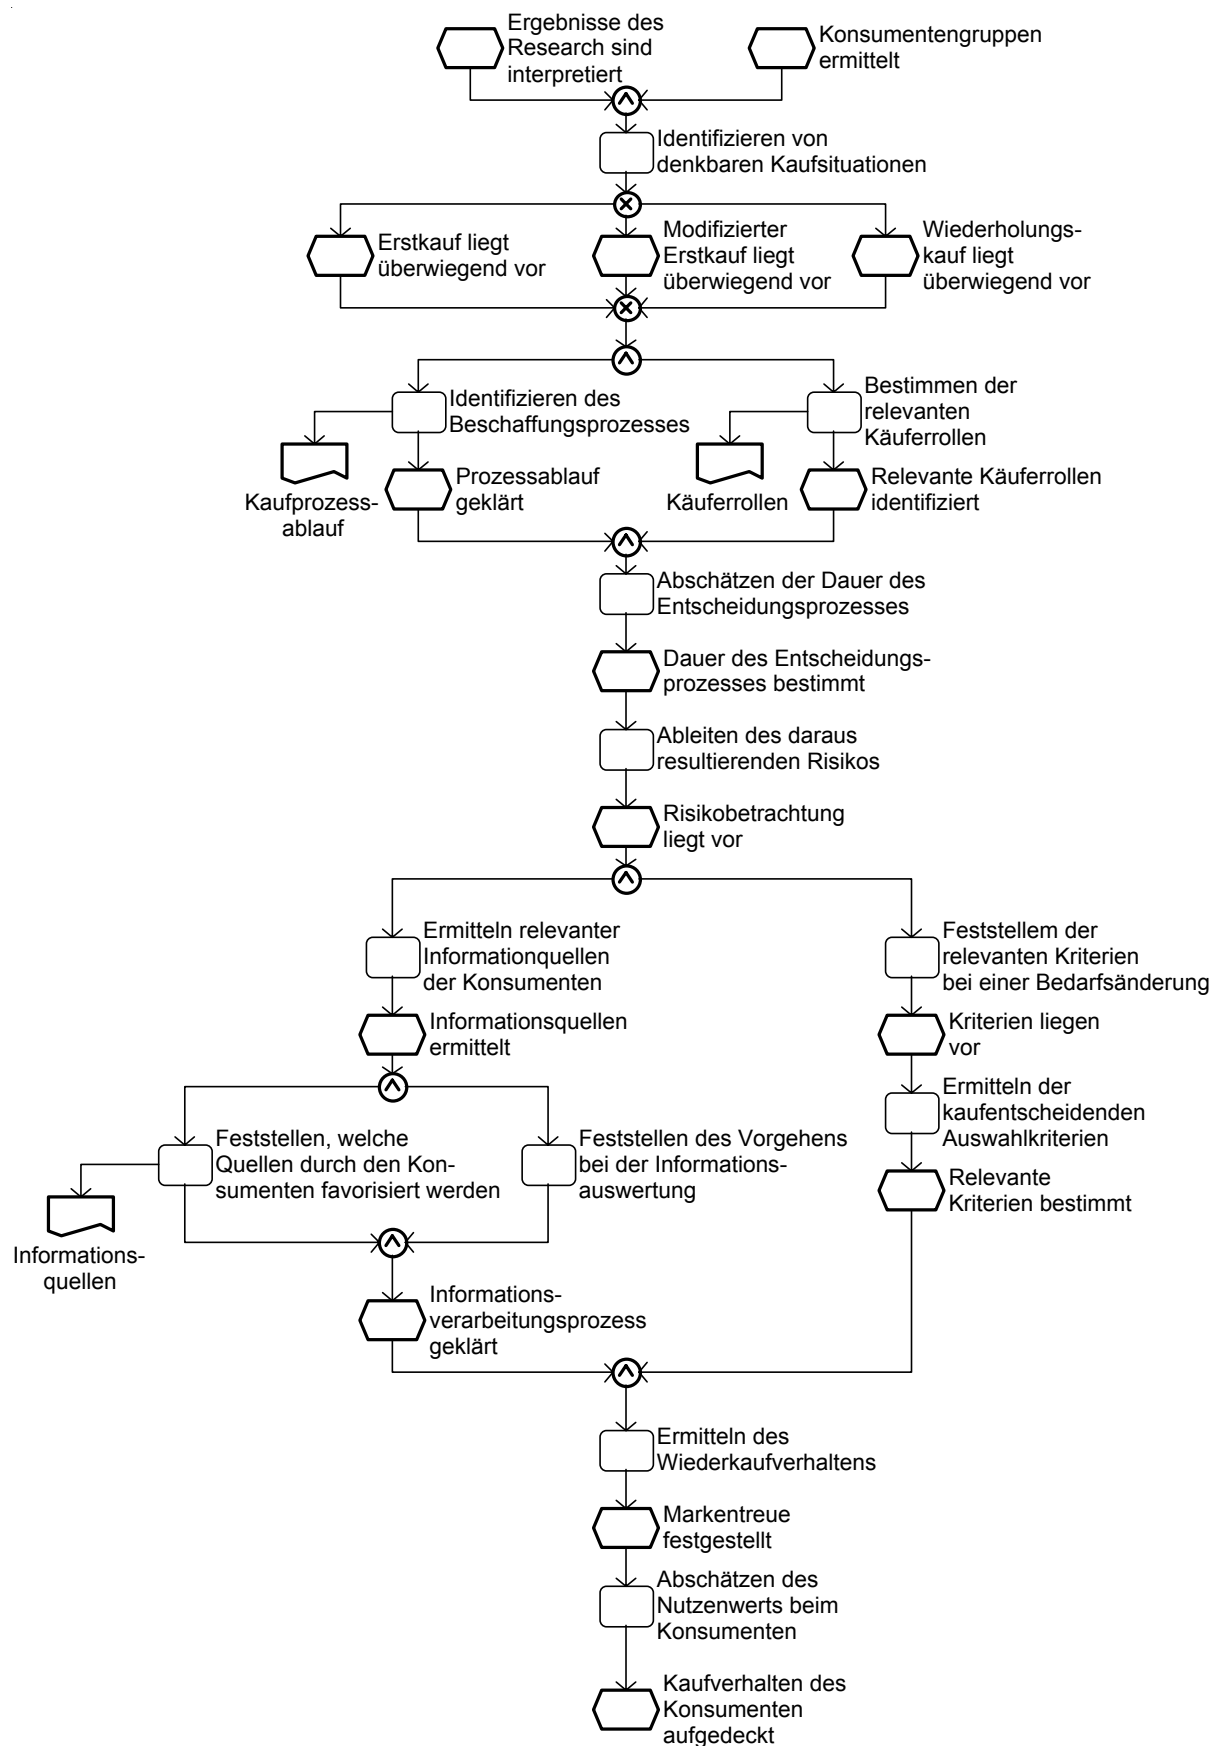 Ergebnisse des
Research sind
interpretiert
Konsumentengruppen
ermittelt
Identifizieren von
denkbaren Kaufsituationen
Erstkauf liegt
überwiegend vor
Modifizierter
Erstkauf liegt
überwiegend vor
Wiederholungs-
kauf liegt
überwiegend vor
Identifizieren des
Beschaffungsprozesses
Bestimmen der
relevanten
Käuferrollen
Kaufprozess-
ablauf
Prozessablauf
geklärt
Käuferrollen
Relevante Käuferrollen
identifiziert
Abschätzen der Dauer des
Entscheidungsprozesses
Dauer des Entscheidungs-
prozesses bestimmt
Ableiten des daraus
resultierenden Risikos
Risikobetrachtung
liegt vor
Ermitteln relevanter
Informationquellen
der Konsumenten
Feststellem der
relevanten Kriterien
bei einer Bedarfsänderung
Informationsquellen
ermittelt
Kriterien liegen
vor
Ermitteln der
kaufentscheidenden
Auswahlkriterien
Feststellen, welche
Quellen durch den Kon-
sumenten favorisiert werden
Feststellen des Vorgehens
bei der Informations-
auswertung
Relevante
Kriterien bestimmt
Informations-
quellen
Informations-
verarbeitungsprozess
geklärt
Ermitteln des
Wiederkaufverhaltens
Markentreue
festgestellt
Abschätzen des
Nutzenwerts beim
Konsumenten
Kaufverhalten des
Konsumenten
aufgedeckt